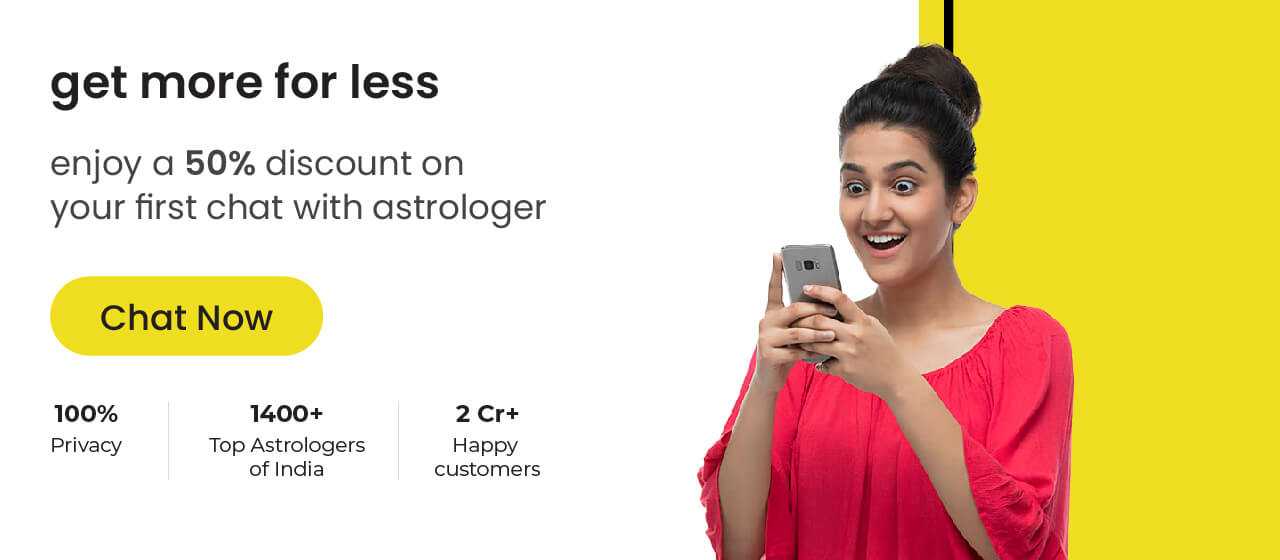 get more for less
enjoy a 50% discount on
your first chat with astrologer
Chat Now
100%
Privacy
1400+
Top Astrologers
of India
2 Cr+
Happy
customers